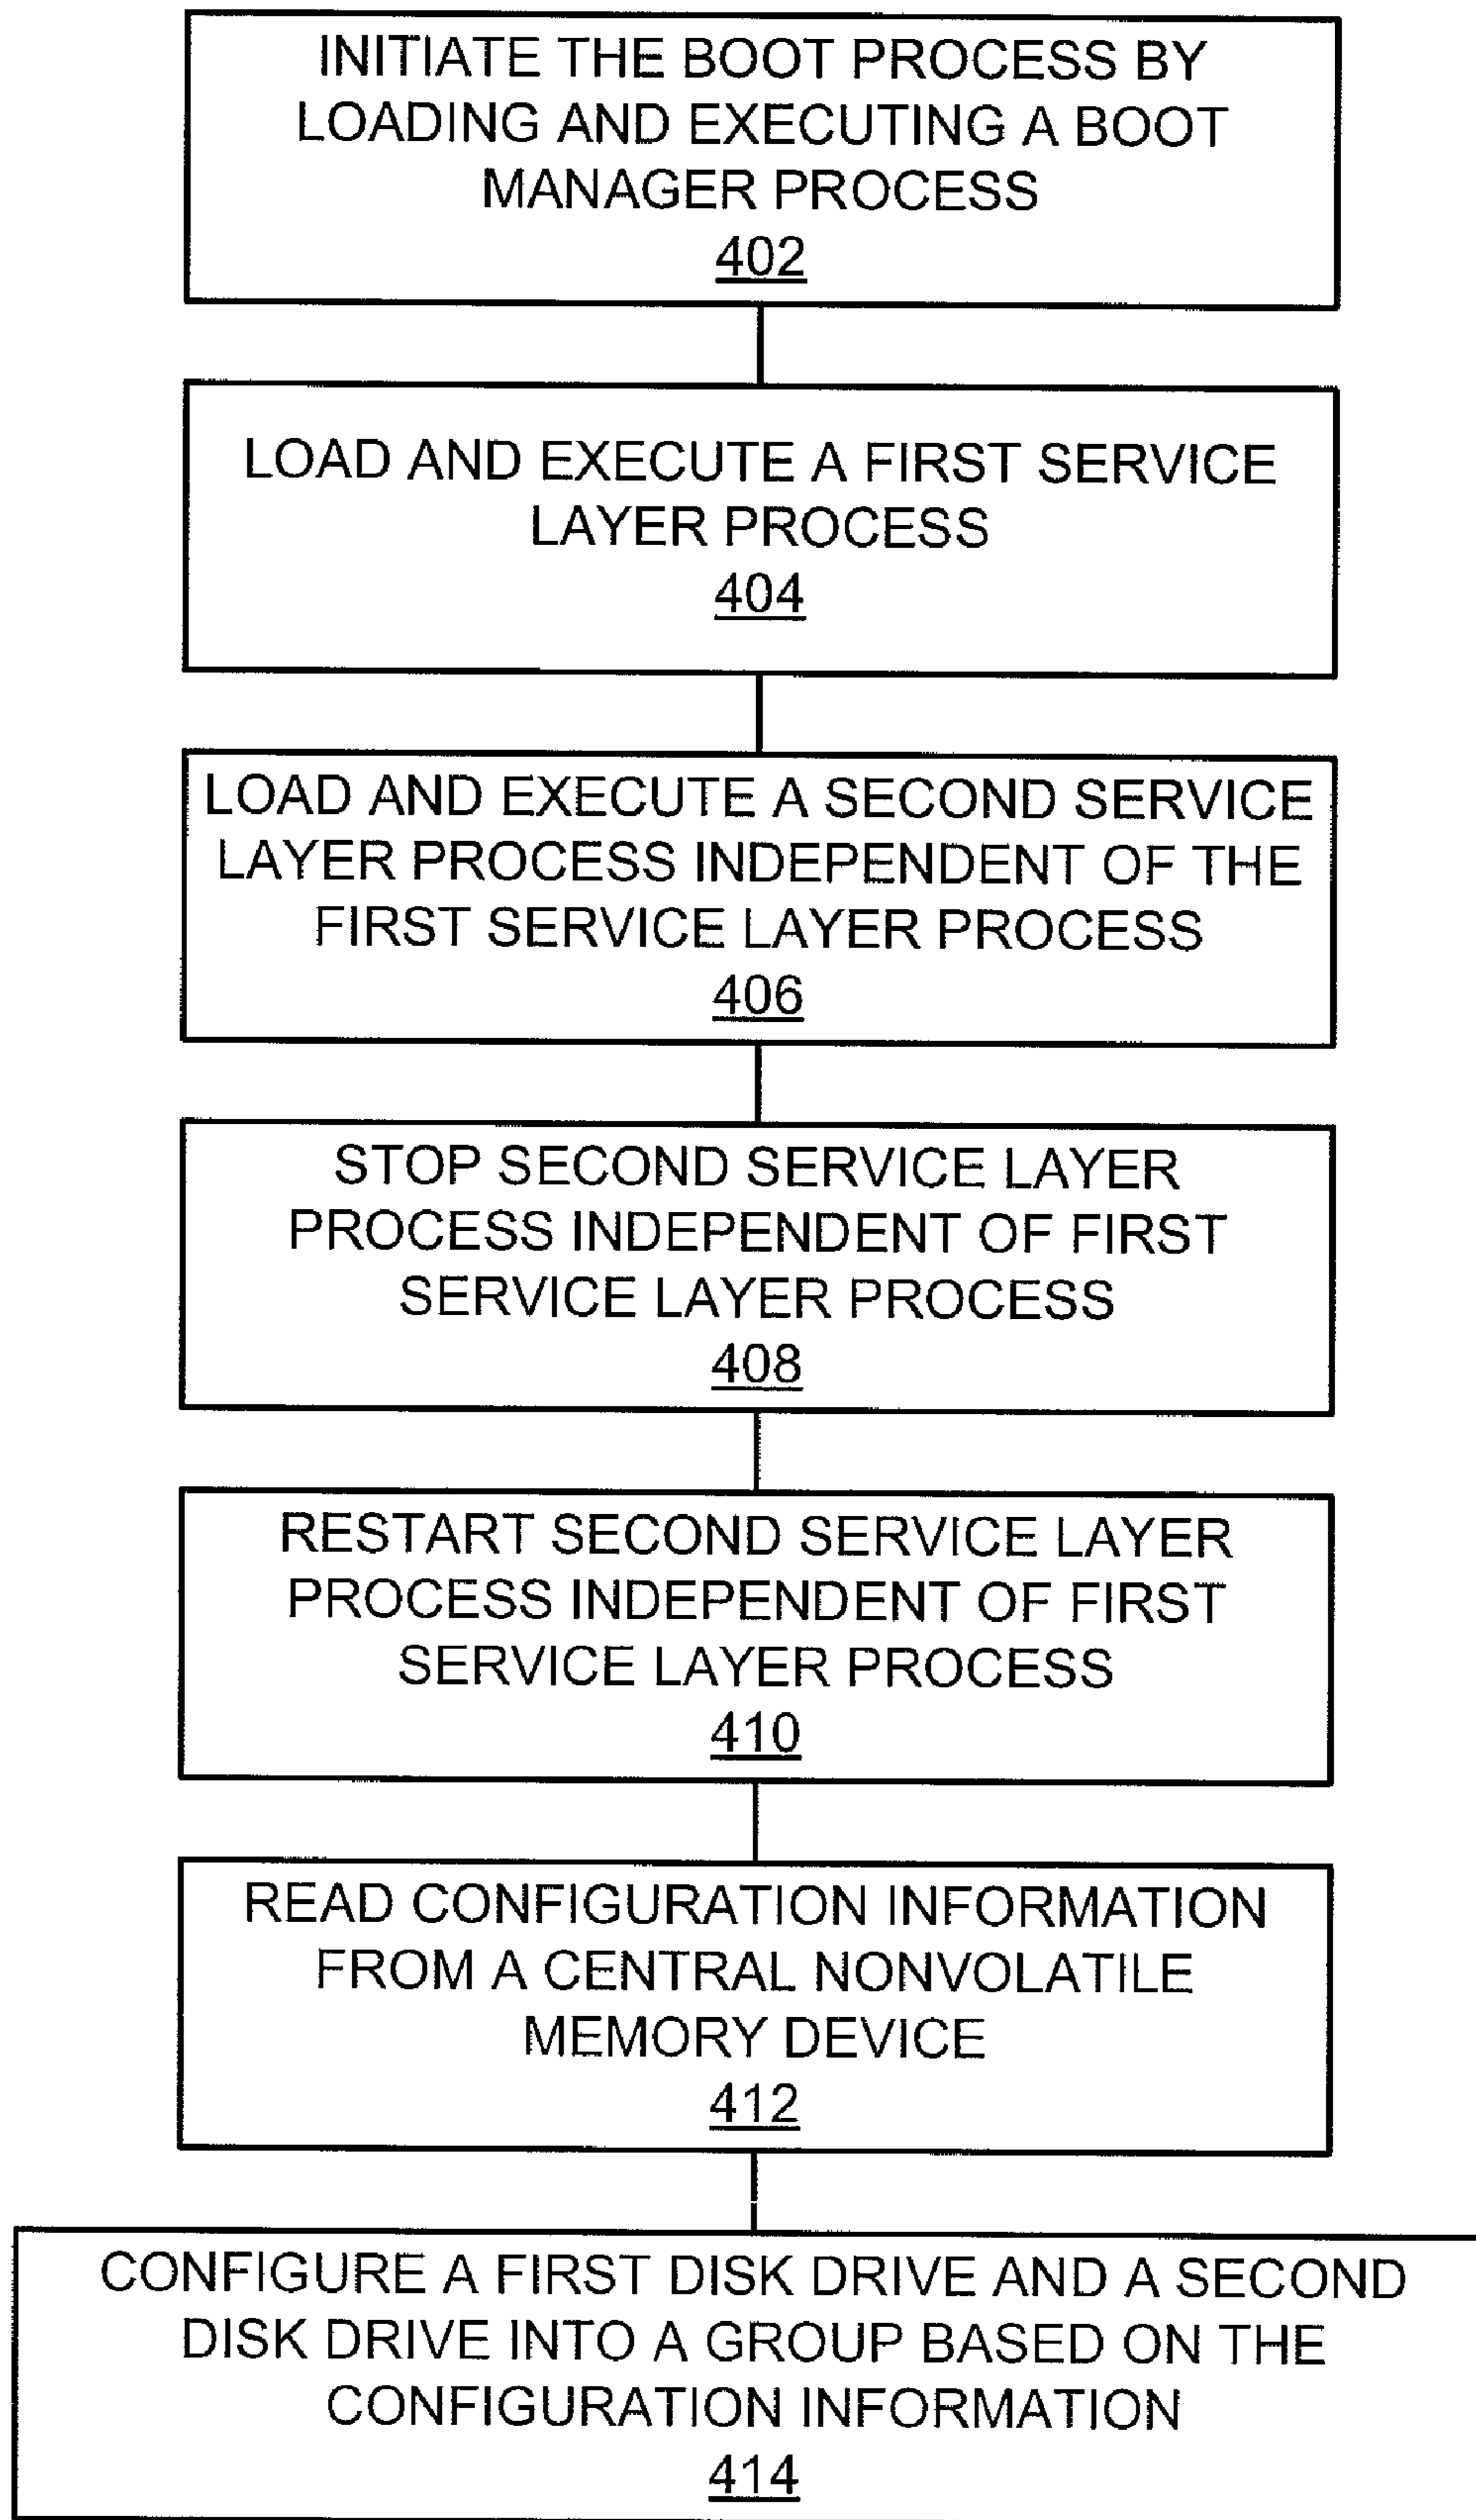 INITIATE THE BOOT PROCESS BY
LOADING AND EXECUTING A BOOT
MANAGER PROCESS
402
LOAD AND EXECUTE A FIRST SERVICE
LAYER PROCESS
404
LOAD AND EXECUTE A SECOND SERVICE
LAYER PROCESS INDEPENDENT OF THE
FIRST SERVICE LAYER PROCESS
406
STOP SECOND SERVICE LAYER
PROCESS INDEPENDENT OF FIRST
SERVICE LAYER PROCESS
408
RESTART SECOND SERVICE LAYER
PROCESS INDEPENDENT OF FIRST
SERVICE LAYER PROCESS
410
READ CONFIGURATION INFORMATION
FROM A CENTRAL NONVOLATILE
MEMORY DEVICE
412
CONFIGURE A FIRST DISK DRIVE AND A SECOND
DISK DRIVE INTO A GROUP BASED ON THE
CONFIGURATION INFORMATION
414